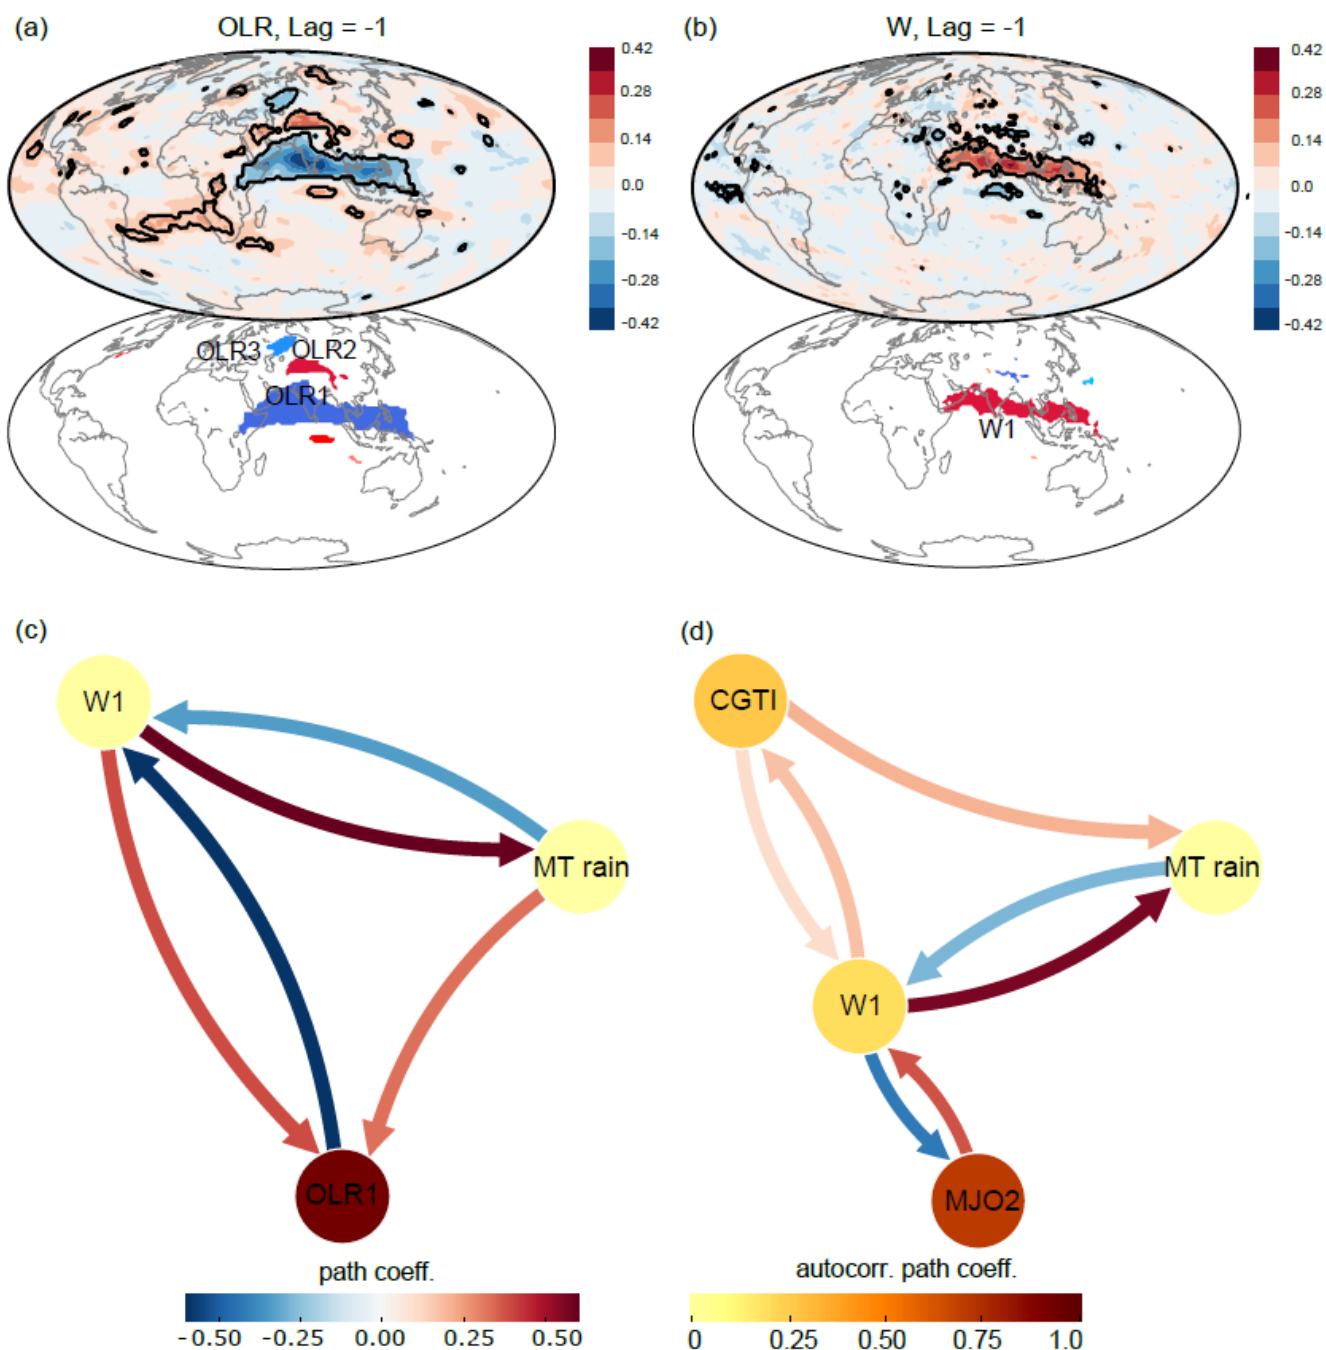 (a) OLR, Lag = -1
0.42
0.28
0.14
0.0
-0.14
-0.28
-0.42
OLR3 OLR2
OLR1
(b) W, Lag = -1
0.42
0.28
0.14
0.0
-0.14
-0.28
-0.42
W1
(c)
W1
MT rain
OLR1
path coeff.
-0.50 -0.25 0.00 0.25 0.50
(d)
CGTI
MT rain
W1
MJO2
autocorr. path coeff.
0 0.25 0.50 0.75 1.0